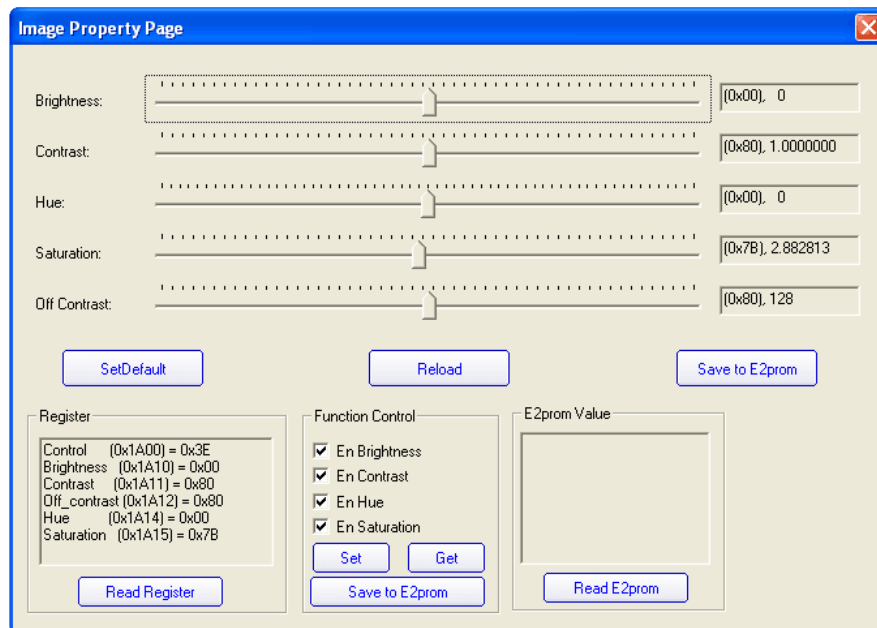 Image Property Page
Brightness: (0x00), 0
Contrast: (0x80), 1.0000000
Hue: (0x00), 0
Saturation: (0x7B), 2.882813
Off Contrast: (0x80), 128
SetDefault Reload Save to E2prom
Register
Control (0x1A00) = 0x3E
Brightness (0x1A10) = 0x00
Contrast (0x1A11) = 0x80
Off_contrast (0x1A12) = 0x80
Hue (0x1A14) = 0x00
Saturation (0x1A15) = 0x7B
Read Register
Function Control
En Brightness
En Contrast
En Hue
En Saturation
Set Get
Save to E2prom
E2prom Value
Read E2prom